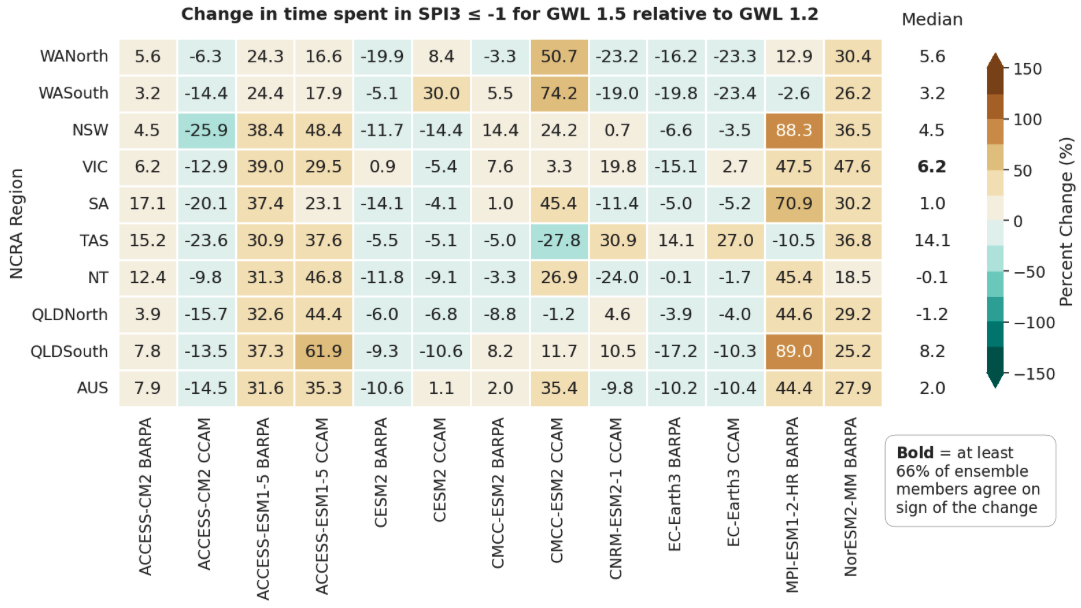 Change in time spent in SPI3 ≤ -1 for GWL 1.5 relative to GWL 1.2
Median
WANorth 5.6 -6.3 24.3 16.6 -19.9 8.4 -3.3 50.7 -23.2 -16.2 -23.3 12.9 30.4 5.6
WASouth 3.2 -14.4 24.4 17.9 -5.1 30.0 5.5 74.2 -19.0 -19.8 -23.4 -2.6 26.2 3.2
NSW 4.5 -25.9 38.4 48.4 -11.7 -14.4 14.4 24.2 0.7 -6.6 -3.5 88.3 36.5 4.5
VIC 6.2 -12.9 39.0 29.5 0.9 -5.4 7.6 3.3 19.8 -15.1 2.7 47.5 47.6 6.2
SA 17.1 -20.1 37.4 23.1 -14.1 -4.1 1.0 45.4 -11.4 -5.0 -5.2 70.9 30.2 1.0
TAS 15.2 -23.6 30.9 37.6 -5.5 -5.1 -5.0 -27.8 30.9 14.1 27.0 -10.5 36.8 14.1
NT 12.4 -9.8 31.3 46.8 -11.8 -9.1 -3.3 26.9 -24.0 -0.1 -1.7 45.4 18.5 -0.1
QLDNorth 3.9 -15.7 32.6 44.4 -6.0 -6.8 -8.8 -1.2 4.6 -3.9 -4.0 44.6 29.2 -1.2
QLDSouth 7.8 -13.5 37.3 61.9 -9.3 -10.6 8.2 11.7 10.5 -17.2 -10.3 89.0 25.2 8.2
AUS 7.9 -14.5 31.6 35.3 -10.6 1.1 2.0 35.4 -9.8 -10.2 -10.4 44.4 27.9 2.0
NCRA Region
ACCESS-CM2 BARPA
ACCESS-CM2 CCAM
ACCESS-ESM1-5 BARPA
ACCESS-ESM1-5 CCAM
CESM2 BARPA
CESM2 CCAM
CMCC-ESM2 BARPA
CMCC-ESM2 CCAM
CNRM-ESM2-1 CCAM
EC-Earth3 BARPA
EC-Earth3 CCAM
MPI-ESM1-2-HR BARPA
NorESM2-MM BARPA
150
100
50
0
−50
−100
−150
Percent Change (%)
Bold = at least
66% of ensemble
members agree on
sign of the change